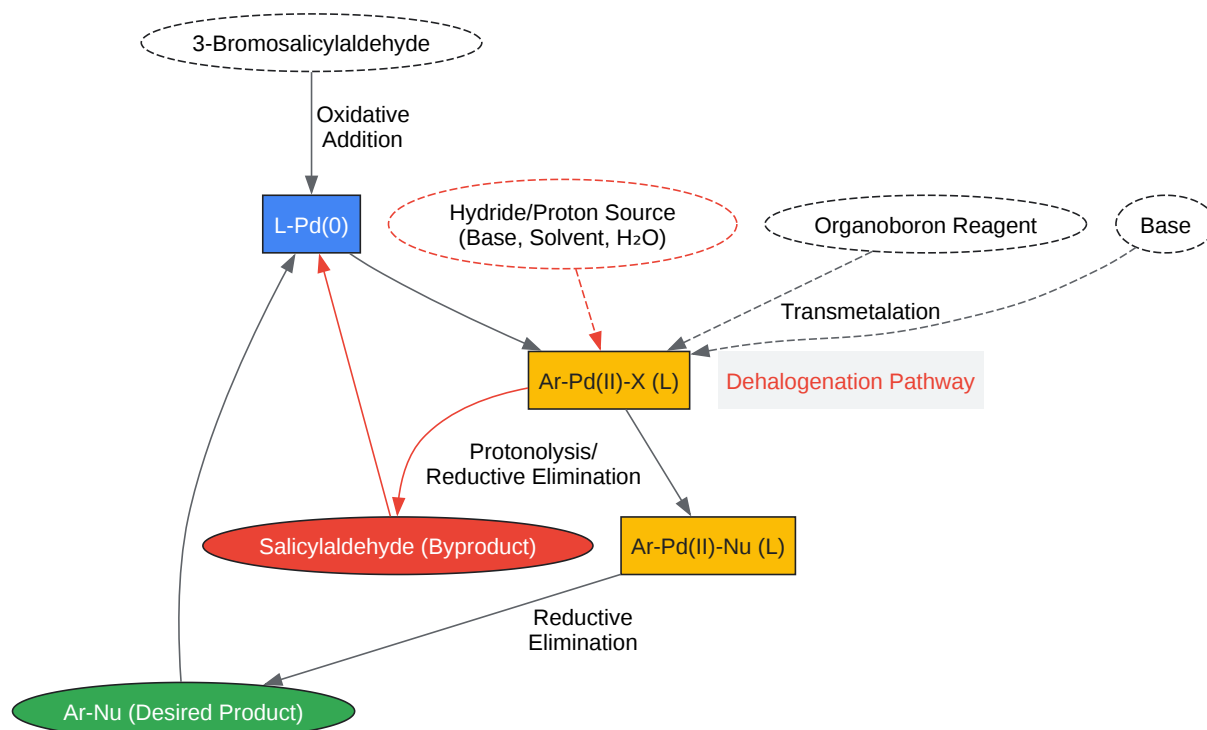 3-Bromosalicylaldehyde
Oxidative
Addition
L-Pd(0)
Hydride/Proton Source
(Base, Solvent, H₂O)
Organoboron Reagent
Base
Transmetalation
Ar-Pd(II)-X (L)
Dehalogenation Pathway
Protonolysis/
Reductive Elimination
Salicylaldehyde (Byproduct)
Ar-Pd(II)-Nu (L)
Reductive
Elimination
Ar-Nu (Desired Product)